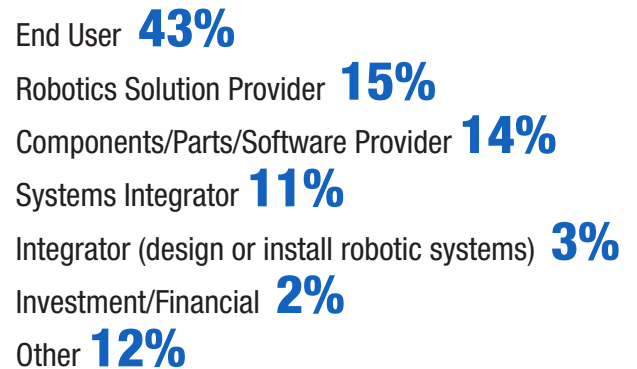 End User 43%
Robotics Solution Provider 15%
Components/Parts/Software Provider 14%
Systems Integrator 11%
Integrator (design or install robotic systems) 3%
Investment/Financial 2%
Other 12%